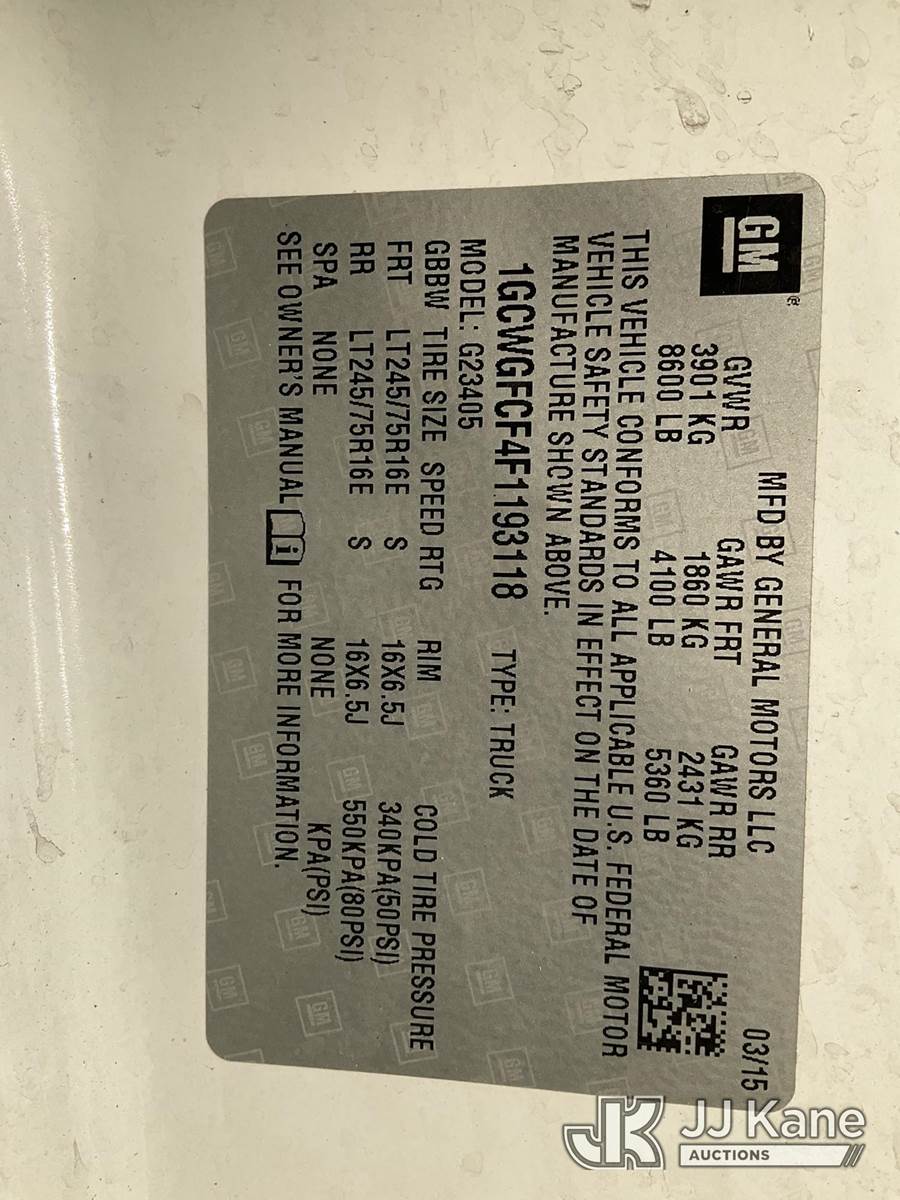 GM
MFD BY GENERAL MOTORS LLC 03/15
GVWR GAWR FRT GAWR RR
3901 KG 1860 KG 2431 KG
8600 LB 4100 LB 5360 LB
THIS VEHICLE CONFORMS TO ALL APPLICABLE U.S. FEDERAL MOTOR
VEHICLE SAFETY STANDARDS IN EFFECT ON THE DATE OF
MANUFACTURE SHOWN ABOVE.
1GCWGFCF4F1193118 TYPE: TRUCK
MODEL: G23405
GBBW TIRE SIZE SPEED RTG RIM COLD TIRE PRESSURE
FRT LT245/75R16E S 16X6.5J 340KPA(50PSI)
RR LT245/75R16E S 16X6.5J 550KPA(80PSI)
SPA NONE NONE KPA(PSI)
SEE OWNER'S MANUAL i FOR MORE INFORMATION.
JK JJ Kane
AUCTIONS